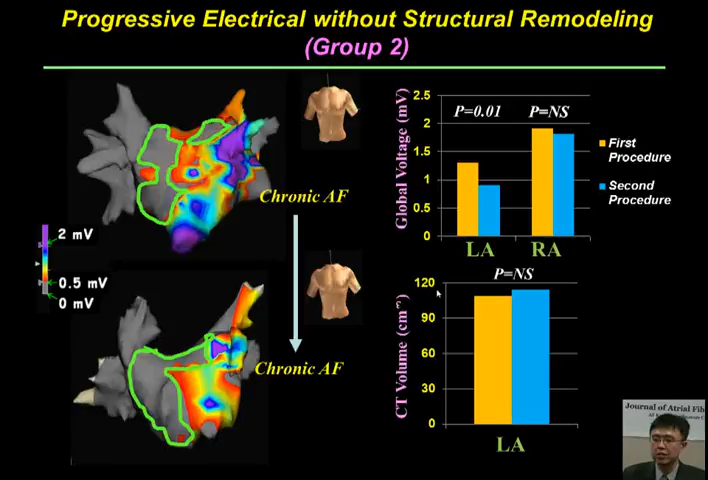 Progressive Electrical without Structural Remodeling
(Group 2)
Chronic AF
2 mV
0.5 mV
0 mV
Chronic AF
Global Voltage (mV)
2.5
2
1.5
1
0.5
0
P=0.01
P=NS
LA
RA
First
Procedure
Second
Procedure
P=NS
CT Volume (cm
120
90
60
30
0
LA
Journal of Atrial Fib